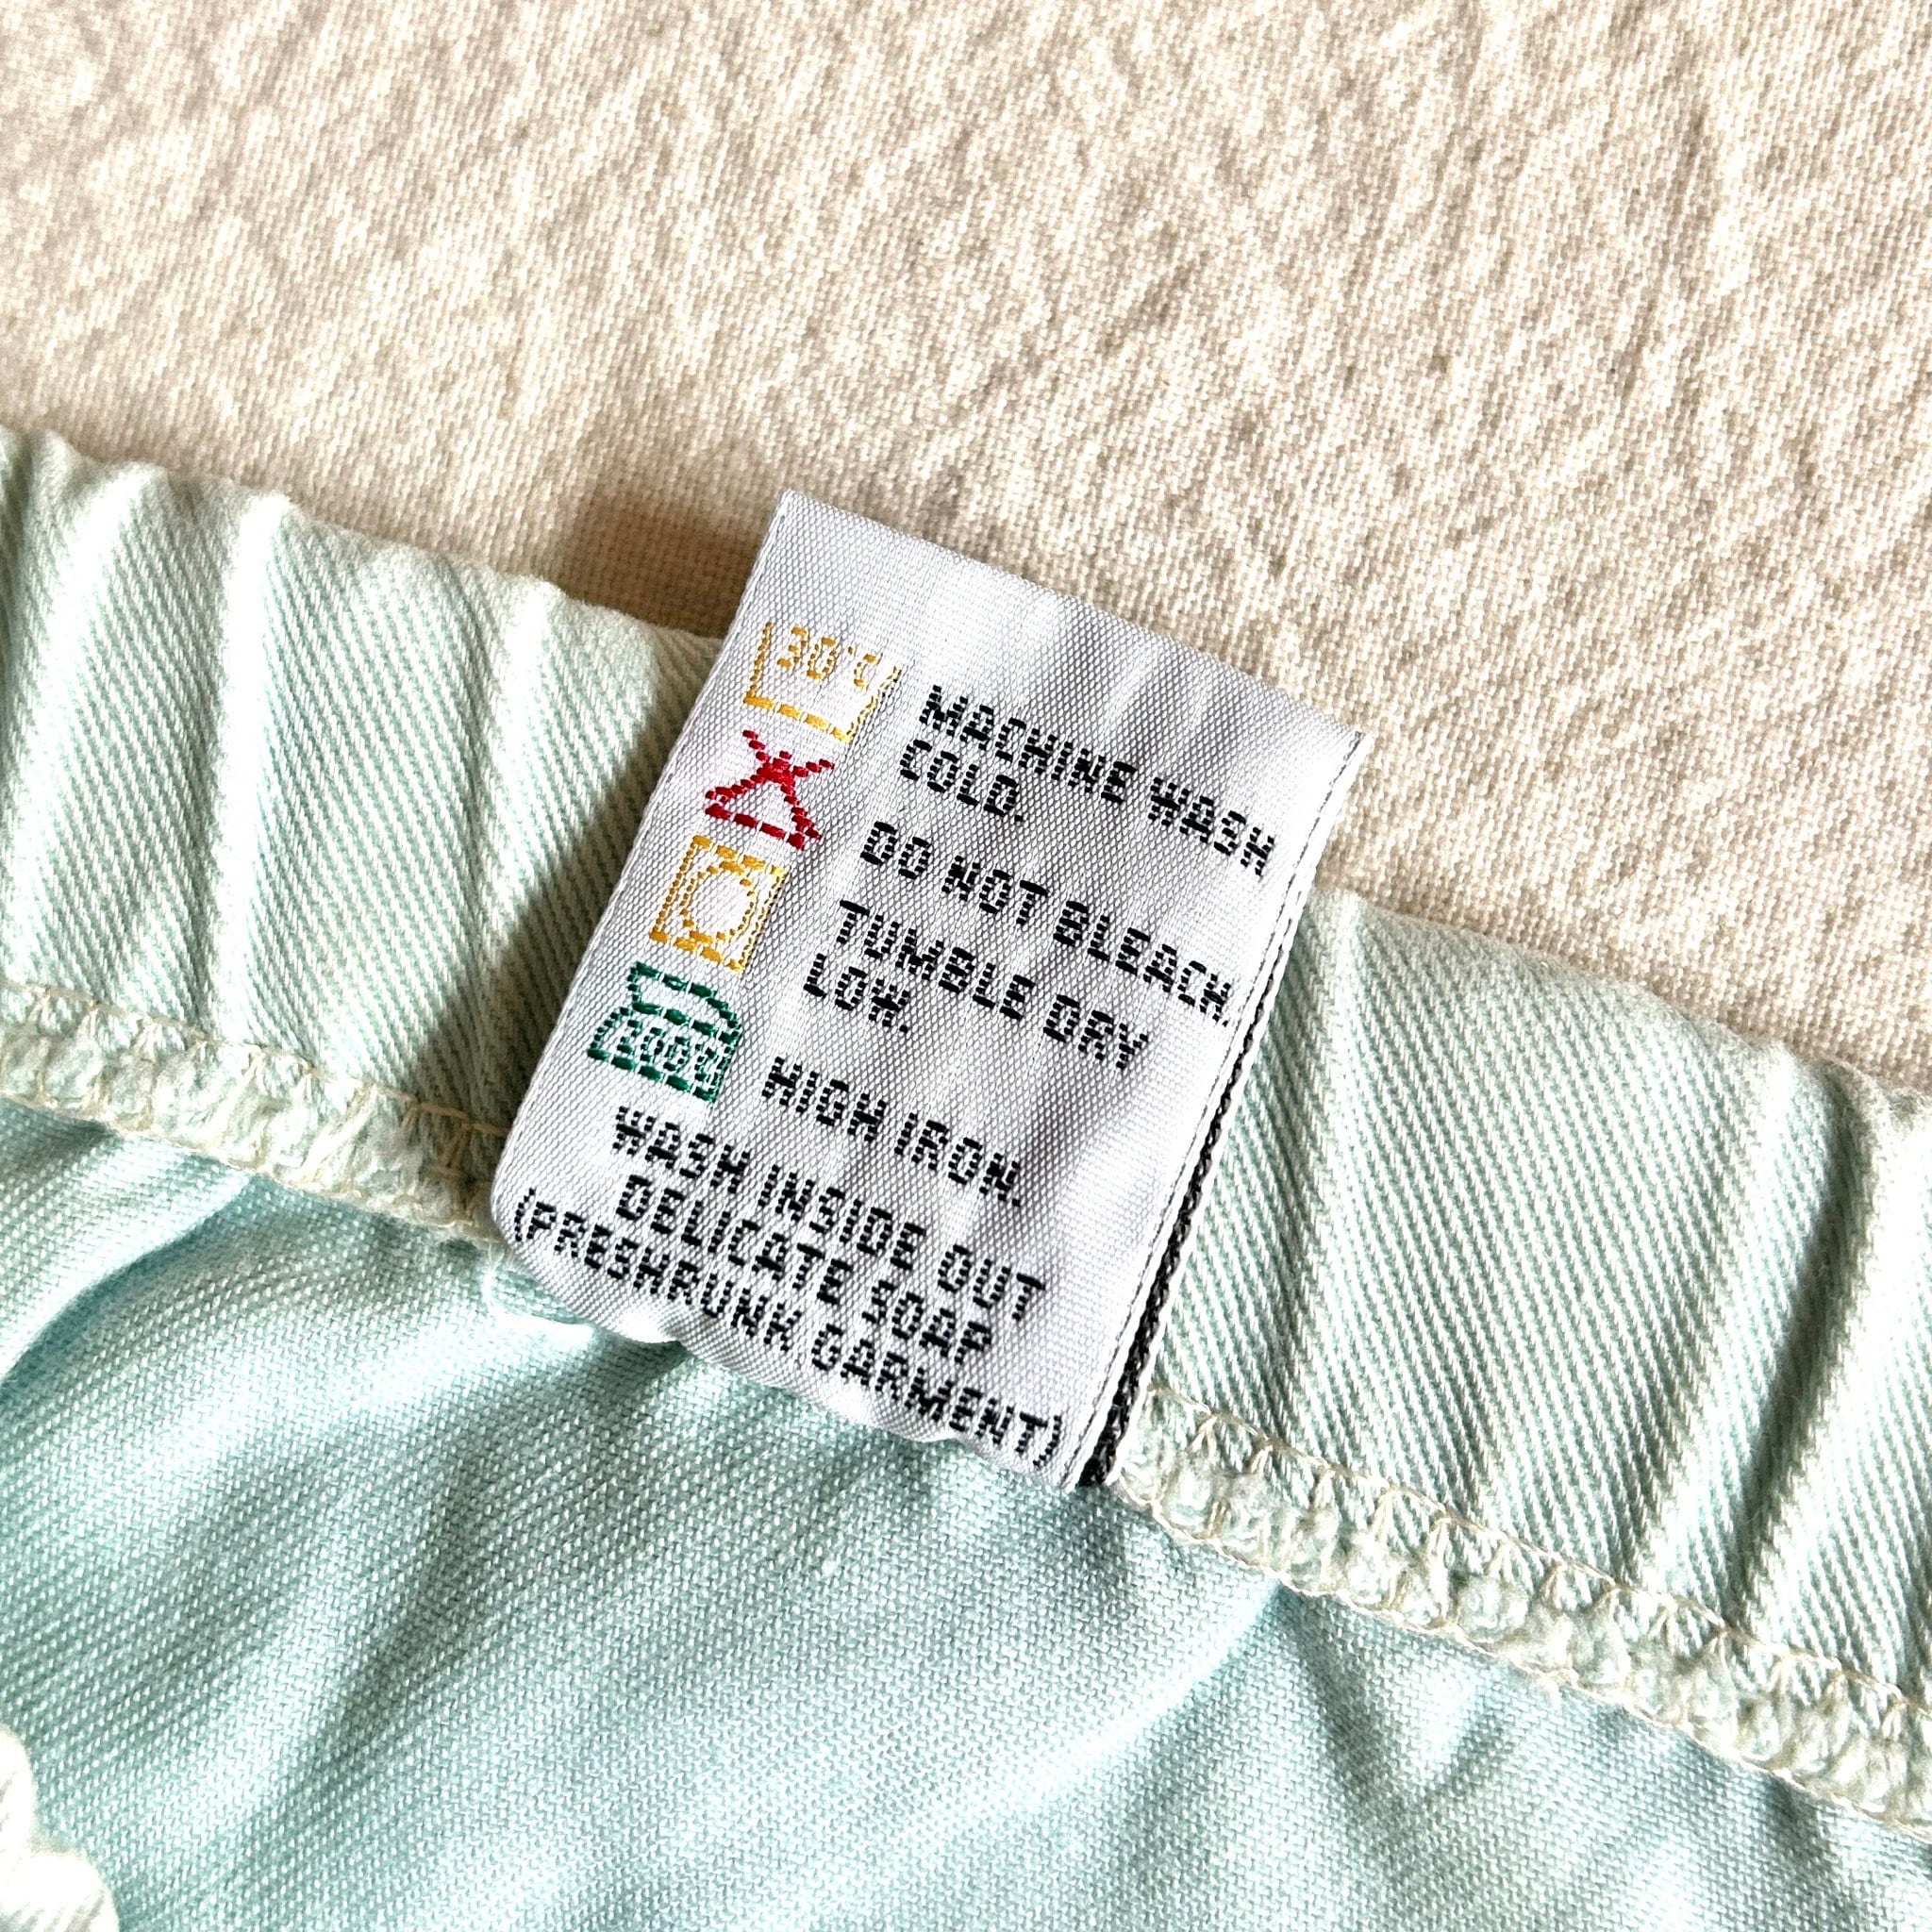 30°C
MACHINE WASH
COLD.
DO NOT BLEACH.
TUMBLE DRY
LOW.
200°C
HIGH IRON.
WASH INSIDE OUT
DELICATE SOAP
(PRESHRUNK GARMENT)